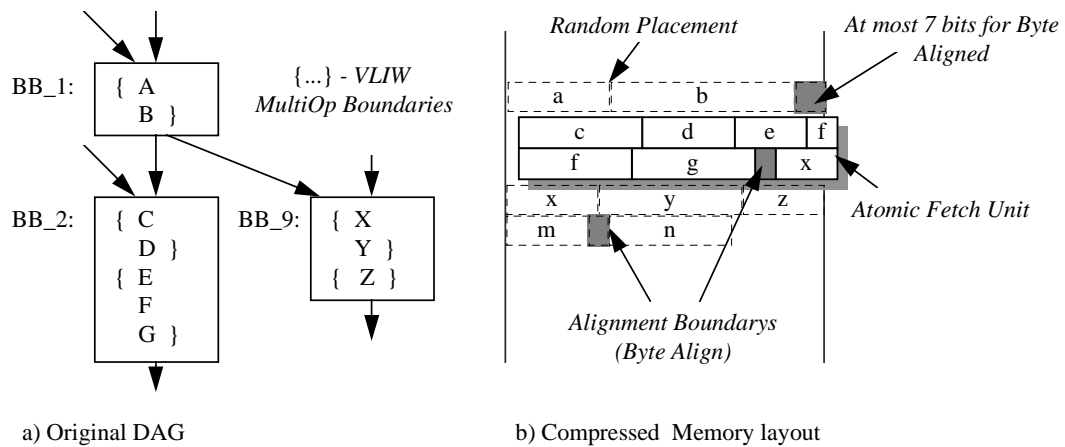 BB_1:
{ A
B }
{...} - VLIW
MultiOp Boundaries
BB_2:
{ C
D }
{ E
F
G }
BB_9:
{ X
Y }
{ Z }
a) Original DAG
Random Placement
At most 7 bits for Byte
Aligned
a b
c d e f
f g x
x y z
m n
Atomic Fetch Unit
Alignment Boundarys
(Byte Align)
b) Compressed Memory layout